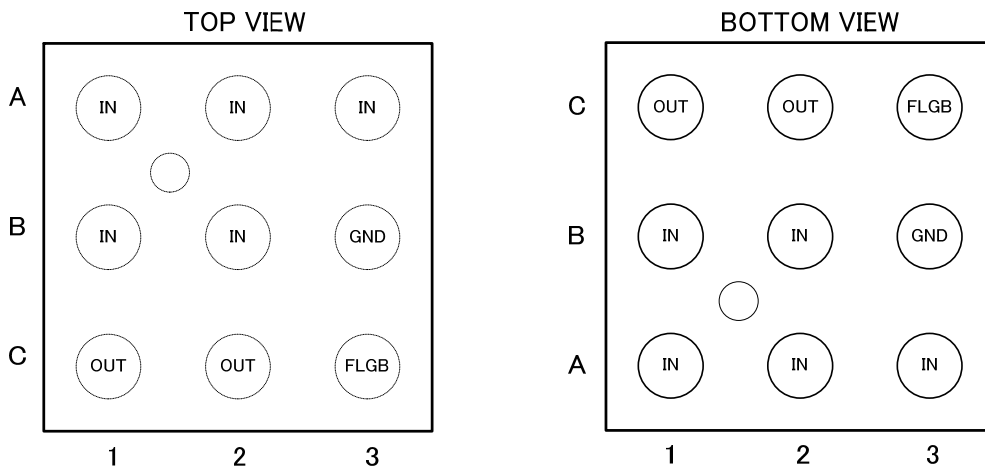 TOP VIEW
A IN IN IN
B IN IN GND
C OUT OUT FLGB
1 2 3
BOTTOM VIEW
C OUT OUT FLGB
B IN IN GND
A IN IN IN
1 2 3